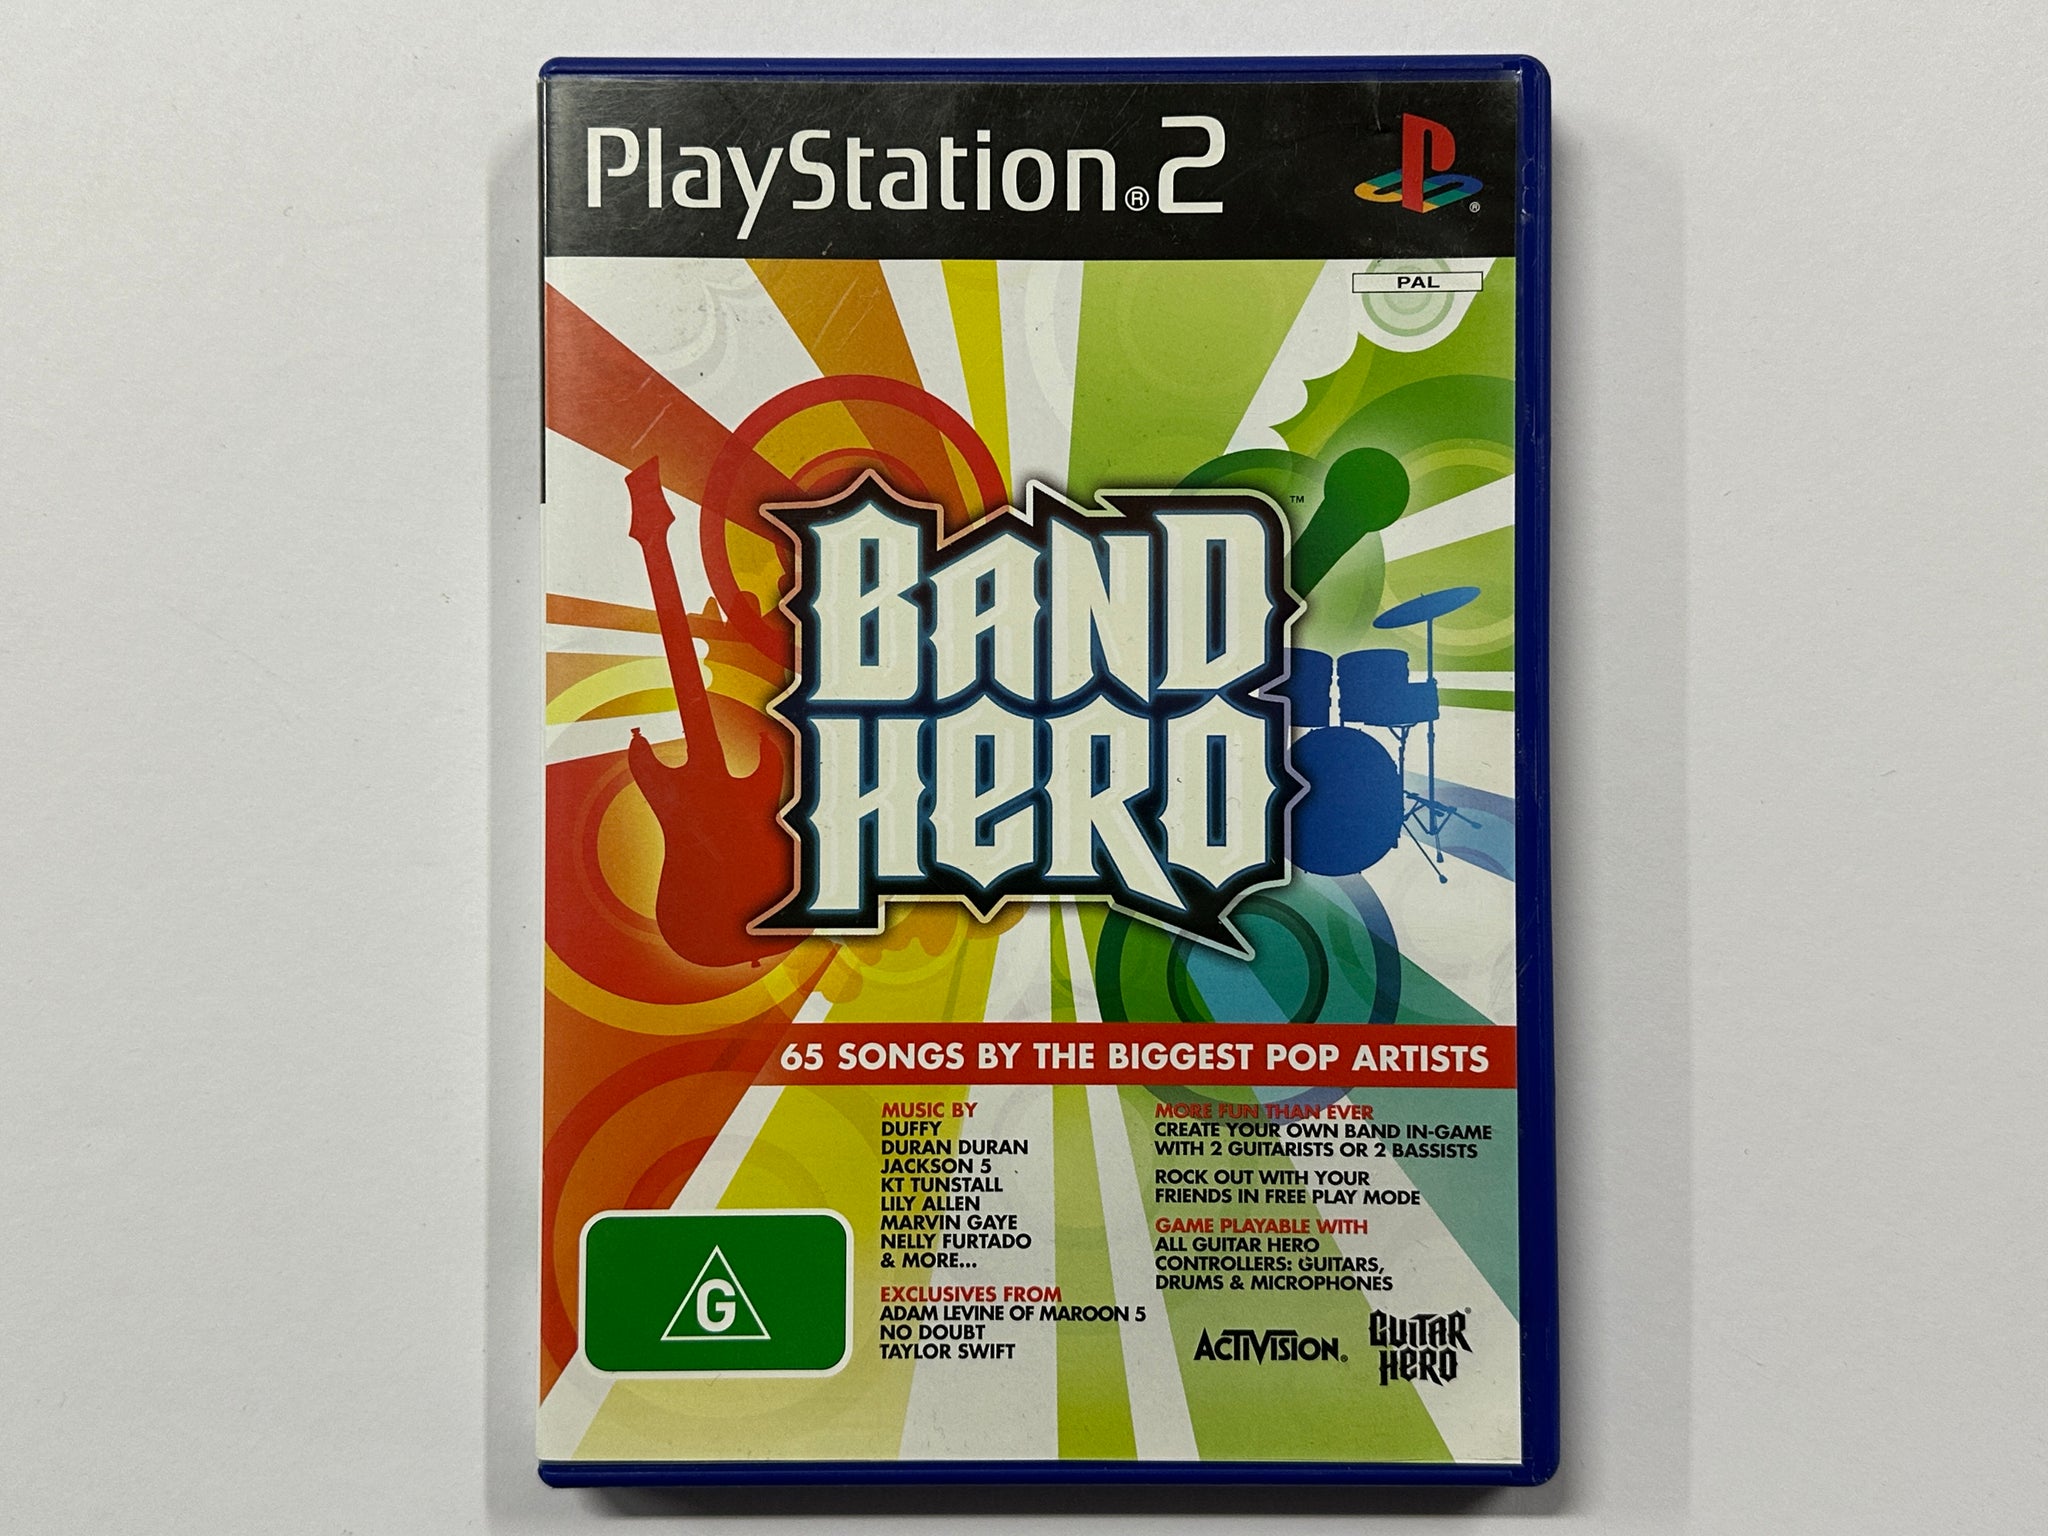 PlayStation®2
P
®
PAL
BAND
HERO
™
65 SONGS BY THE BIGGEST POP ARTISTS
MUSIC BY
DUFFY
DURAN DURAN
JACKSON 5
KT TUNSTALL
LILY ALLEN
MARVIN GAYE
NELLY FURTADO
& MORE...
EXCLUSIVES FROM
ADAM LEVINE OF MAROON 5
NO DOUBT
TAYLOR SWIFT
MORE FUN THAN EVER
CREATE YOUR OWN BAND IN-GAME
WITH 2 GUITARISTS OR 2 BASSISTS
ROCK OUT WITH YOUR
FRIENDS IN FREE PLAY MODE
GAME PLAYABLE WITH
ALL GUITAR HERO
CONTROLLERS: GUITARS,
DRUMS & MICROPHONES
G
ACTIVISION®
GUITAR®
HERO